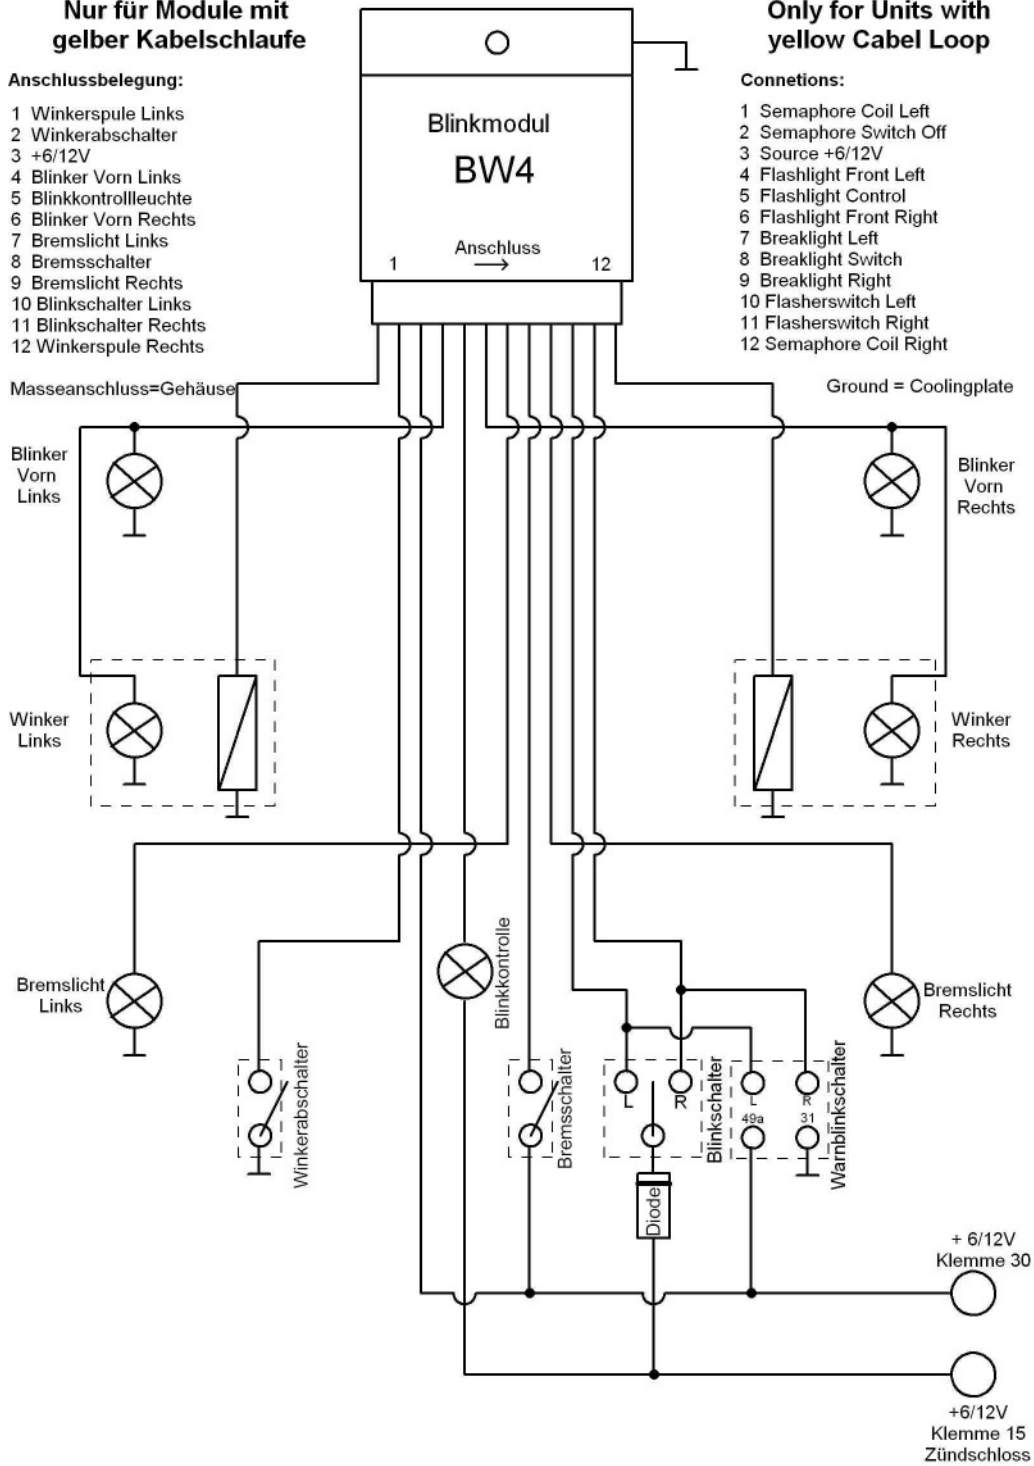 Nur für Module mit
gelber Kabelschlaufe
Anschlussbelegung:
1 Winkerspule Links
2 Winkerabschalter
3 +6/12V
4 Blinker Vorn Links
5 Blinkkontrollleuchte
6 Blinker Vorn Rechts
7 Bremslicht Links
8 Bremsschalter
9 Bremslicht Rechts
10 Blinkschalter Links
11 Blinkschalter Rechts
12 Winkerspule Rechts
Masseanschluss=Gehäuse
Blinkmodul
BW4
Anschluss
1 → 12
Only for Units with
yellow Cabel Loop
Connetions:
1 Semaphore Coil Left
2 Semaphore Switch Off
3 Source +6/12V
4 Flashlight Front Left
5 Flashlight Control
6 Flashlight Front Right
7 Breaklight Left
8 Breaklight Switch
9 Breaklight Right
10 Flasherswitch Left
11 Flasherswitch Right
12 Semaphore Coil Right
Ground = Coolingplate
Blinker
Vorn
Links
Blinker
Vorn
Rechts
Winker
Links
Winker
Rechts
Bremslicht
Links
Blinkkontrolle
Bremslicht
Rechts
Winkerabschalter
Bremsschalter
L
R
Blinkschalter
L
R
49a
31
Warnblinkschalter
Diode
+ 6/12V
Klemme 30
+6/12V
Klemme 15
Zündschloss